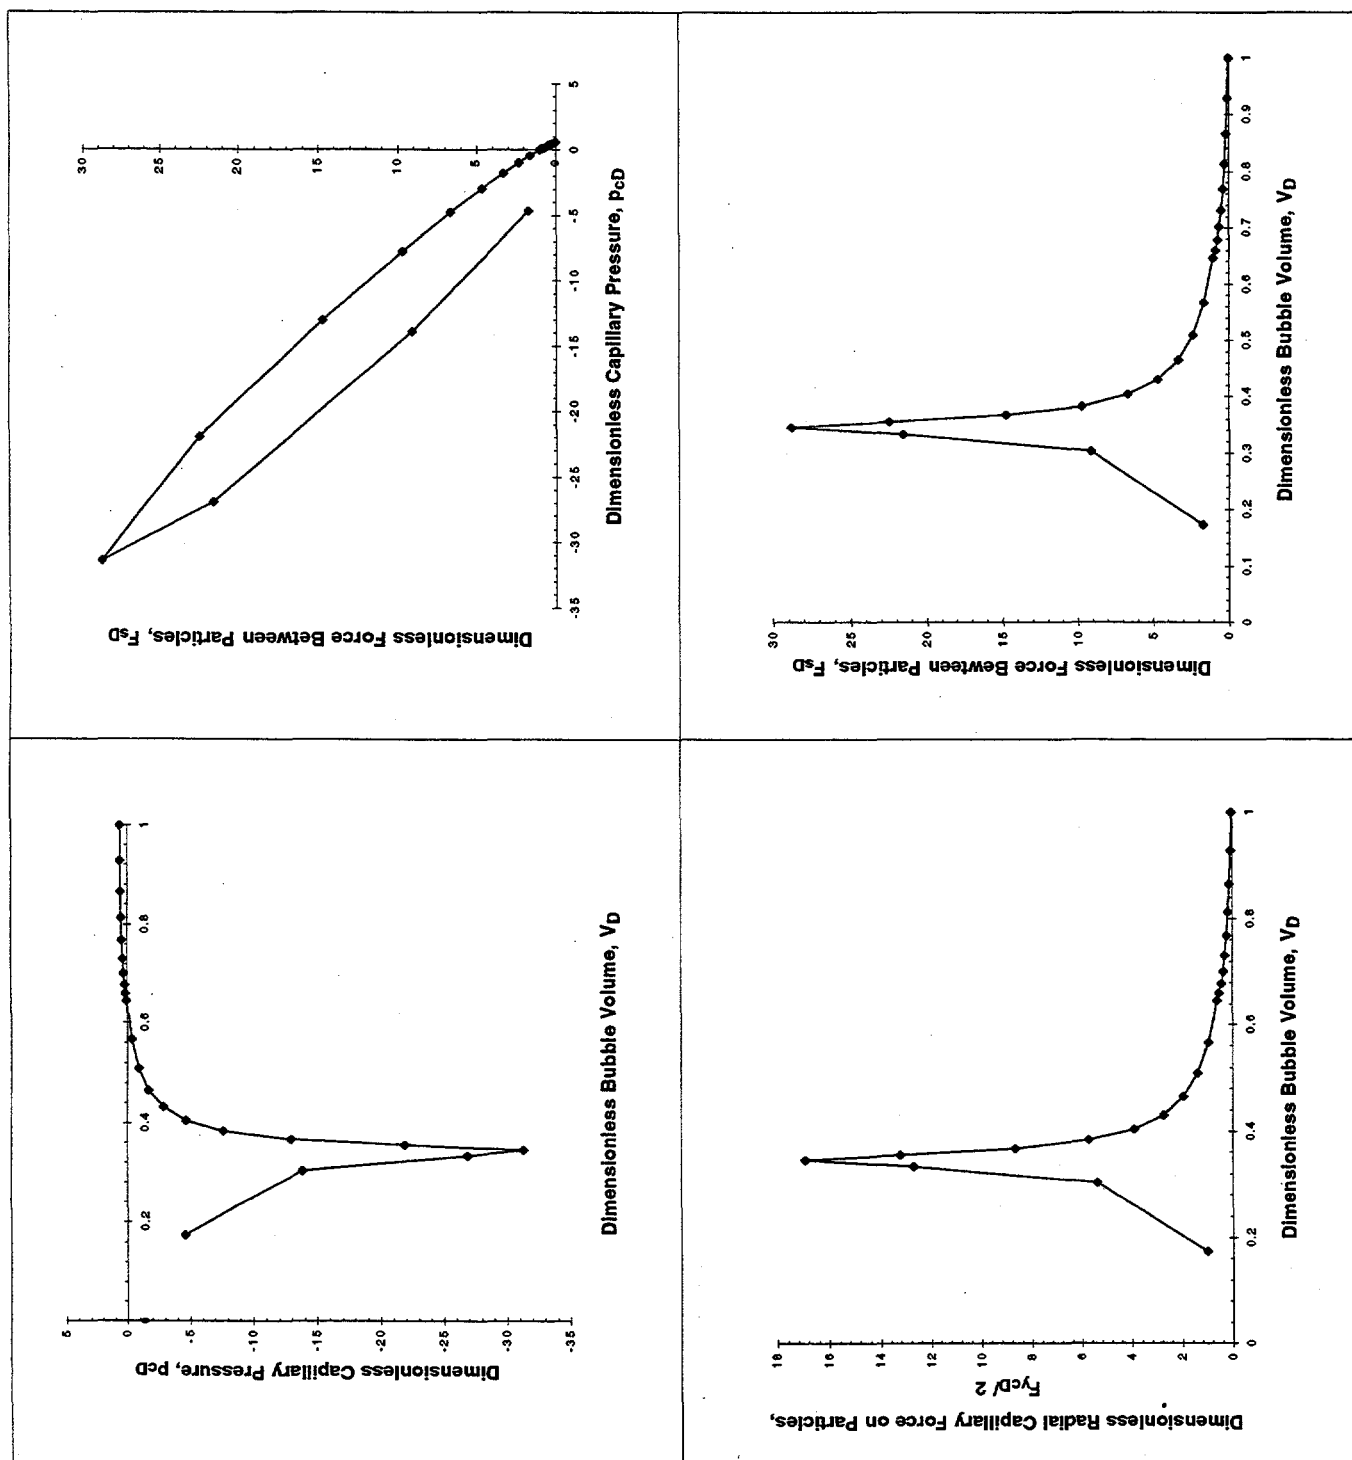 Dimensionless Capillary Pressure, pcD
5
0
-5
-10
-15
-20
-25
-30
-35
0.2 0.4 0.6 0.8 1
Dimensionless Bubble Volume, VD
Dimensionless Force Between Particles, FsD
30
25
20
15
10
5
0
-35 -30 -25 -20 -15 -10 -5 0 5
Dimensionless Capillary Pressure, pcD
Dimensionless Radial Capillary Force on Particles,
FycD/ 2
18
16
14
12
10
8
6
4
2
0
0 0.2 0.4 0.6 0.8 1
Dimensionless Bubble Volume, VD
Dimensionless Force Bewteen Particles, FsD
30
25
20
15
10
5
0
0 0.1 0.2 0.3 0.4 0.5 0.6 0.7 0.8 0.9 1
Dimensionless Bubble Volume, VD